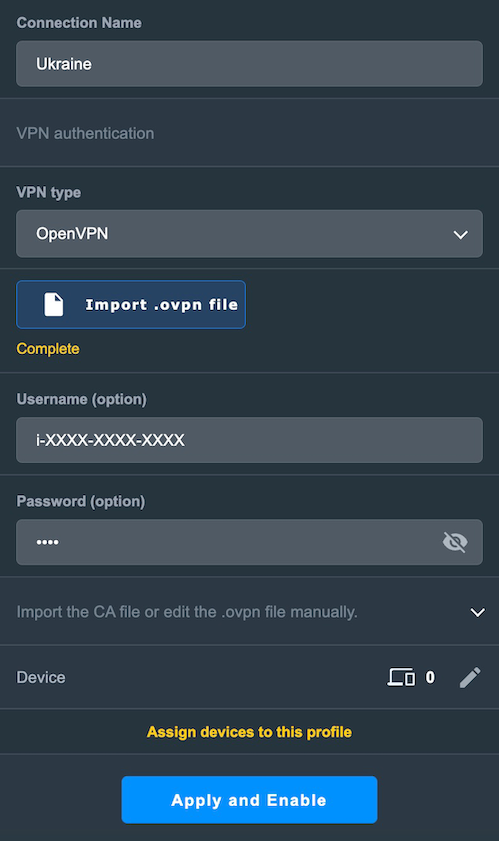 Connection Name
Ukraine
VPN authentication
VPN type
OpenVPN
Import .ovpn file
Complete
Username (option)
i-XXXX-XXXX-XXXX
Password (option)
••••
Import the CA file or edit the .ovpn file manually.
Device 0
Assign devices to this profile
Apply and Enable